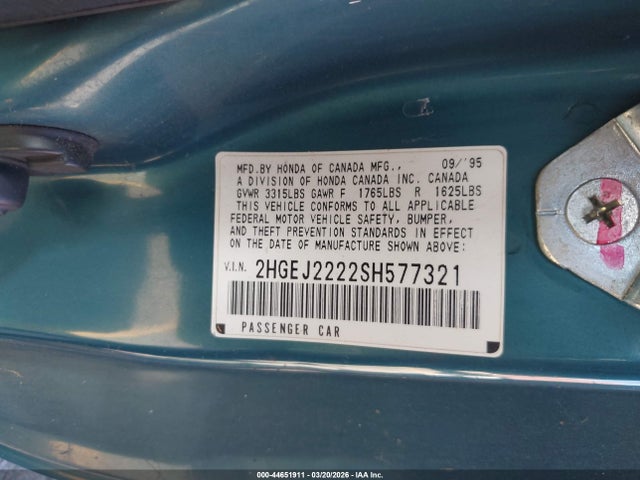 MFD.BY HONDA OF CANADA MFG., 09/'95
A DIVISION OF HONDA CANADA INC. CANADA
GVWR 3315LBS GAWR F 1765LBS R 1625LBS
THIS VEHICLE CONFORMS TO ALL APPLICABLE
FEDERAL MOTOR VEHICLE SAFETY, BUMPER,
AND THEFT PREVENTION STANDARDS IN EFFECT
ON THE DATE OF MANUFACTURE SHOWN ABOVE:
V.I.N. 2HGEJ2222SH577321
PASSENGER CAR
000-44651911 - 03/20/2026 - IAA Inc.